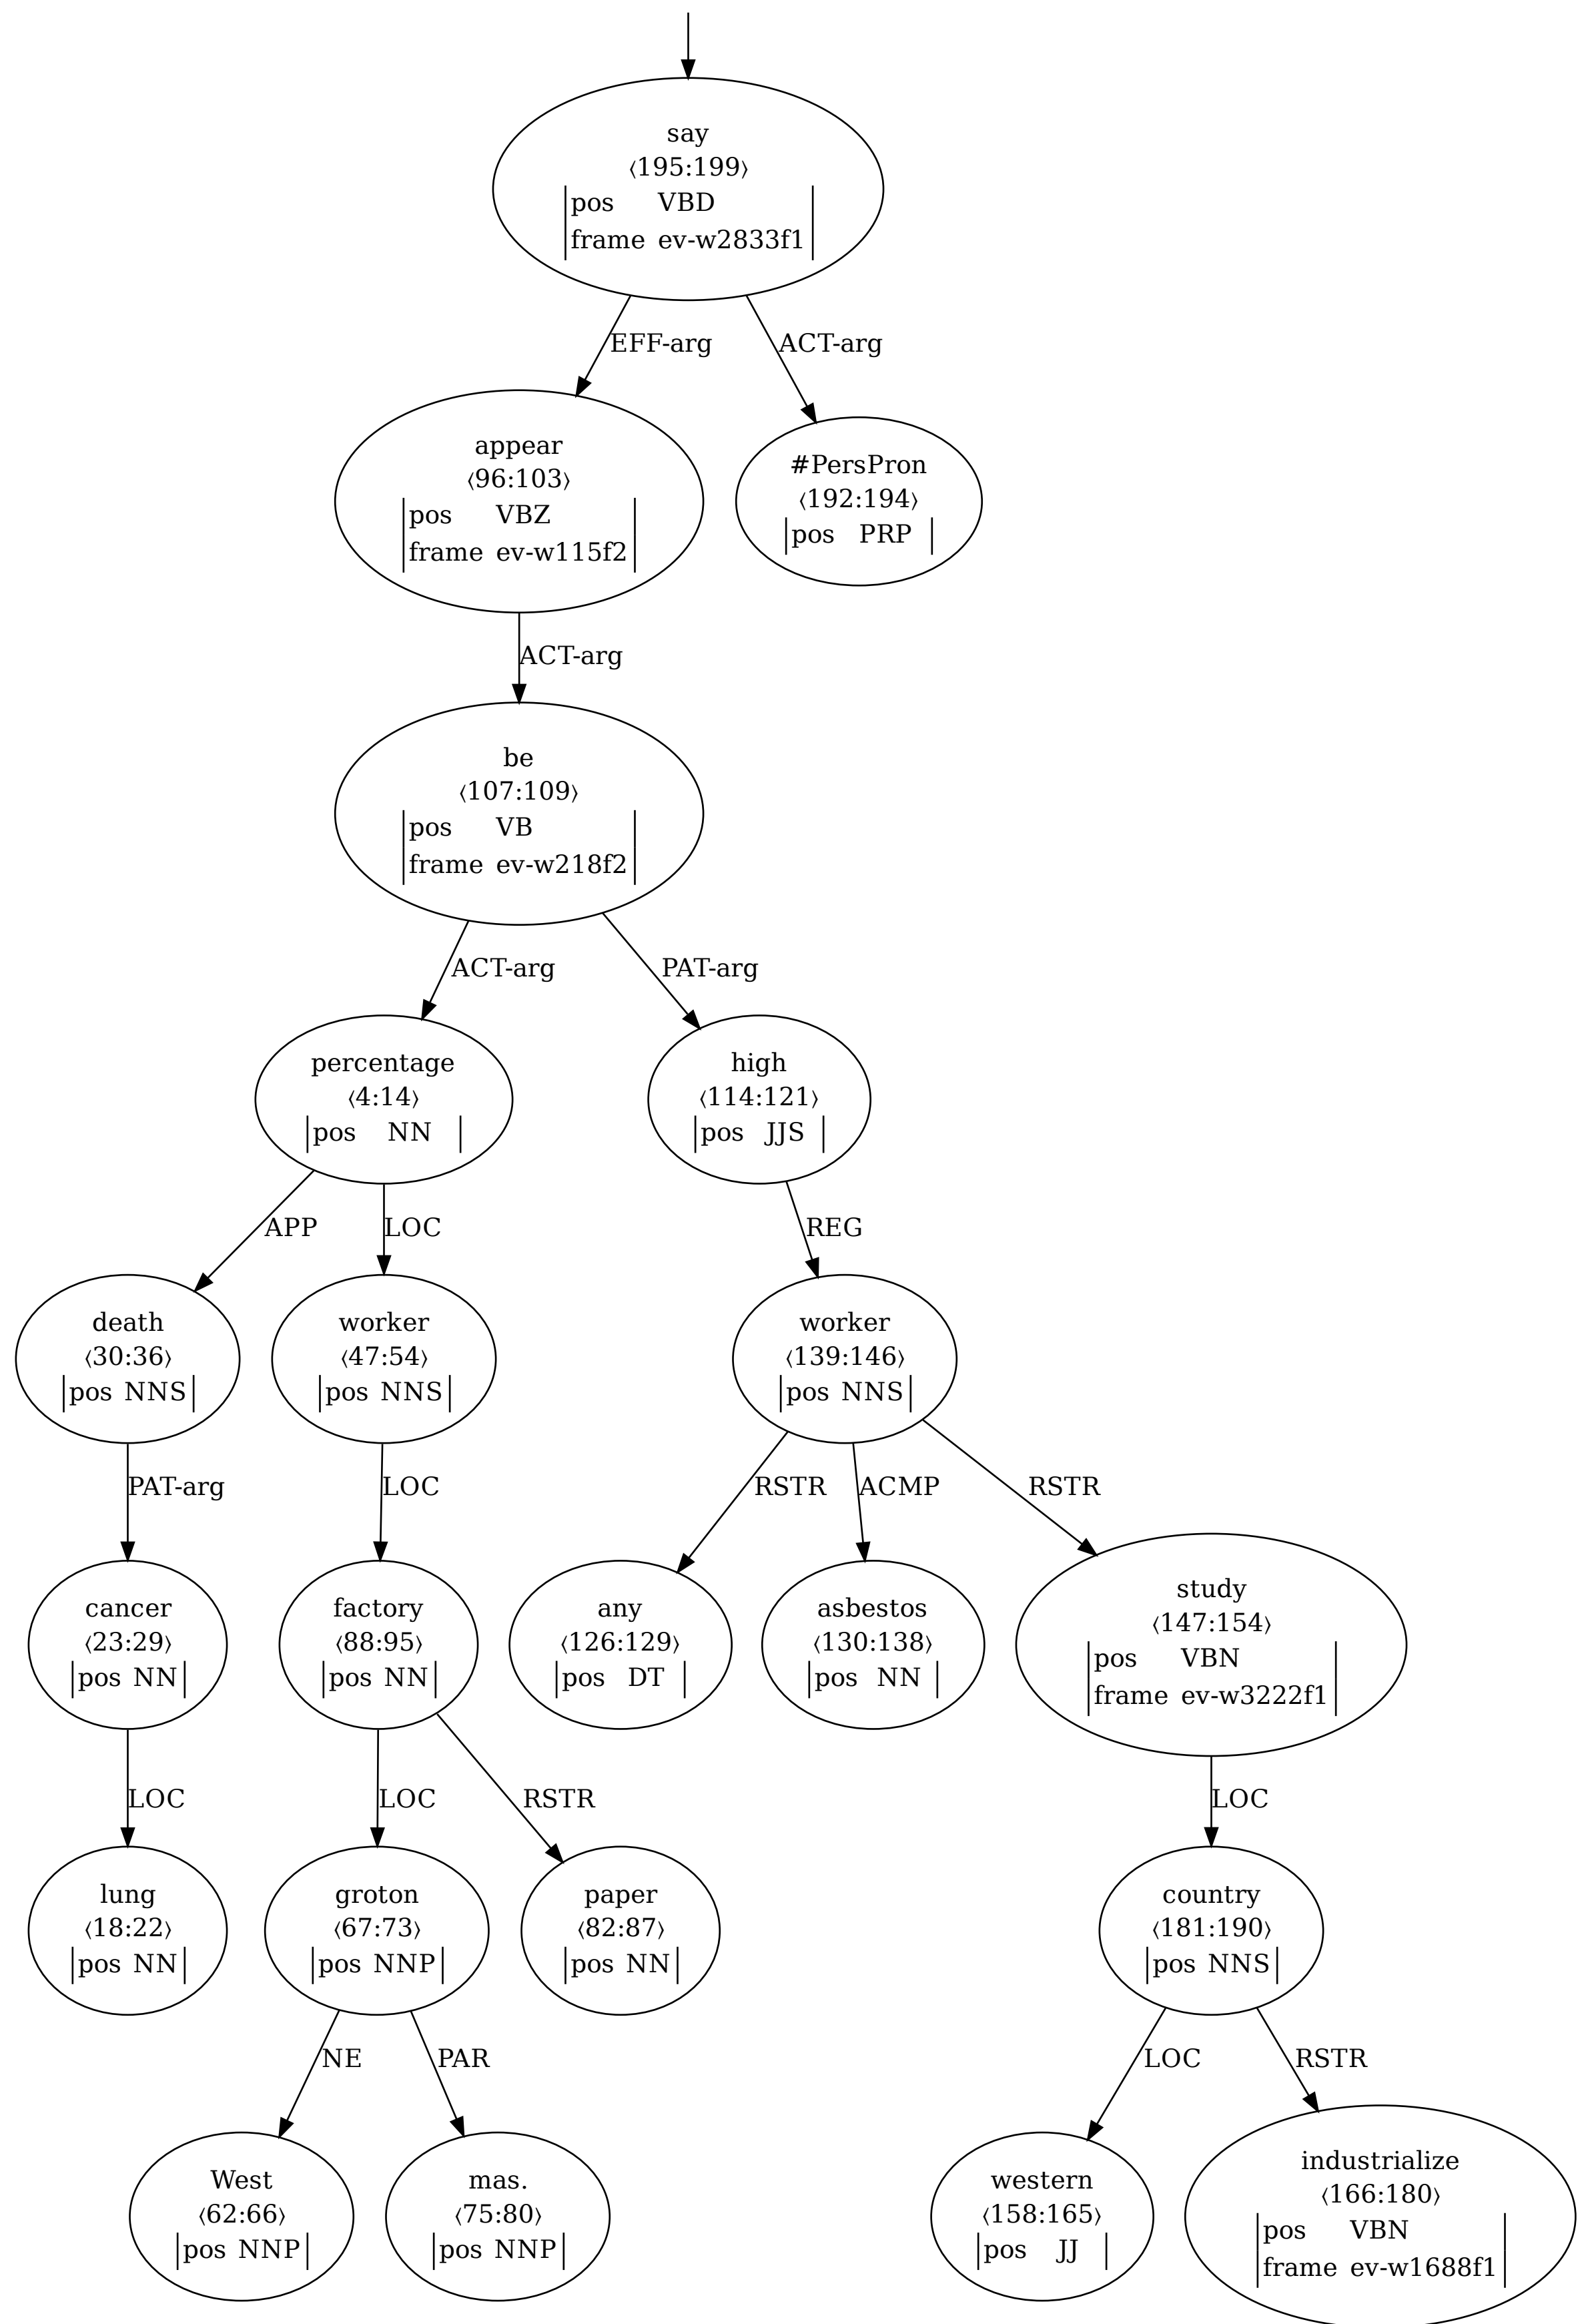 say
⟨195:199⟩
pos VBD
frame ev-w2833f1
EFF-arg
ACT-arg
appear
⟨96:103⟩
pos VBZ
frame ev-w115f2
#PersPron
⟨192:194⟩
pos PRP
ACT-arg
be
⟨107:109⟩
pos VB
frame ev-w218f2
ACT-arg
PAT-arg
percentage
⟨4:14⟩
pos NN
high
⟨114:121⟩
pos JJS
APP
LOC
REG
death
⟨30:36⟩
pos NNS
worker
⟨47:54⟩
pos NNS
worker
⟨139:146⟩
pos NNS
PAT-arg
LOC
RSTR
ACMP
RSTR
cancer
⟨23:29⟩
pos NN
factory
⟨88:95⟩
pos NN
any
⟨126:129⟩
pos DT
asbestos
⟨130:138⟩
pos NN
study
⟨147:154⟩
pos VBN
frame ev-w3222f1
LOC
LOC
RSTR
LOC
lung
⟨18:22⟩
pos NN
groton
⟨67:73⟩
pos NNP
paper
⟨82:87⟩
pos NN
country
⟨181:190⟩
pos NNS
NE
PAR
LOC
RSTR
West
⟨62:66⟩
pos NNP
mas.
⟨75:80⟩
pos NNP
western
⟨158:165⟩
pos JJ
industrialize
⟨166:180⟩
pos VBN
frame ev-w1688f1